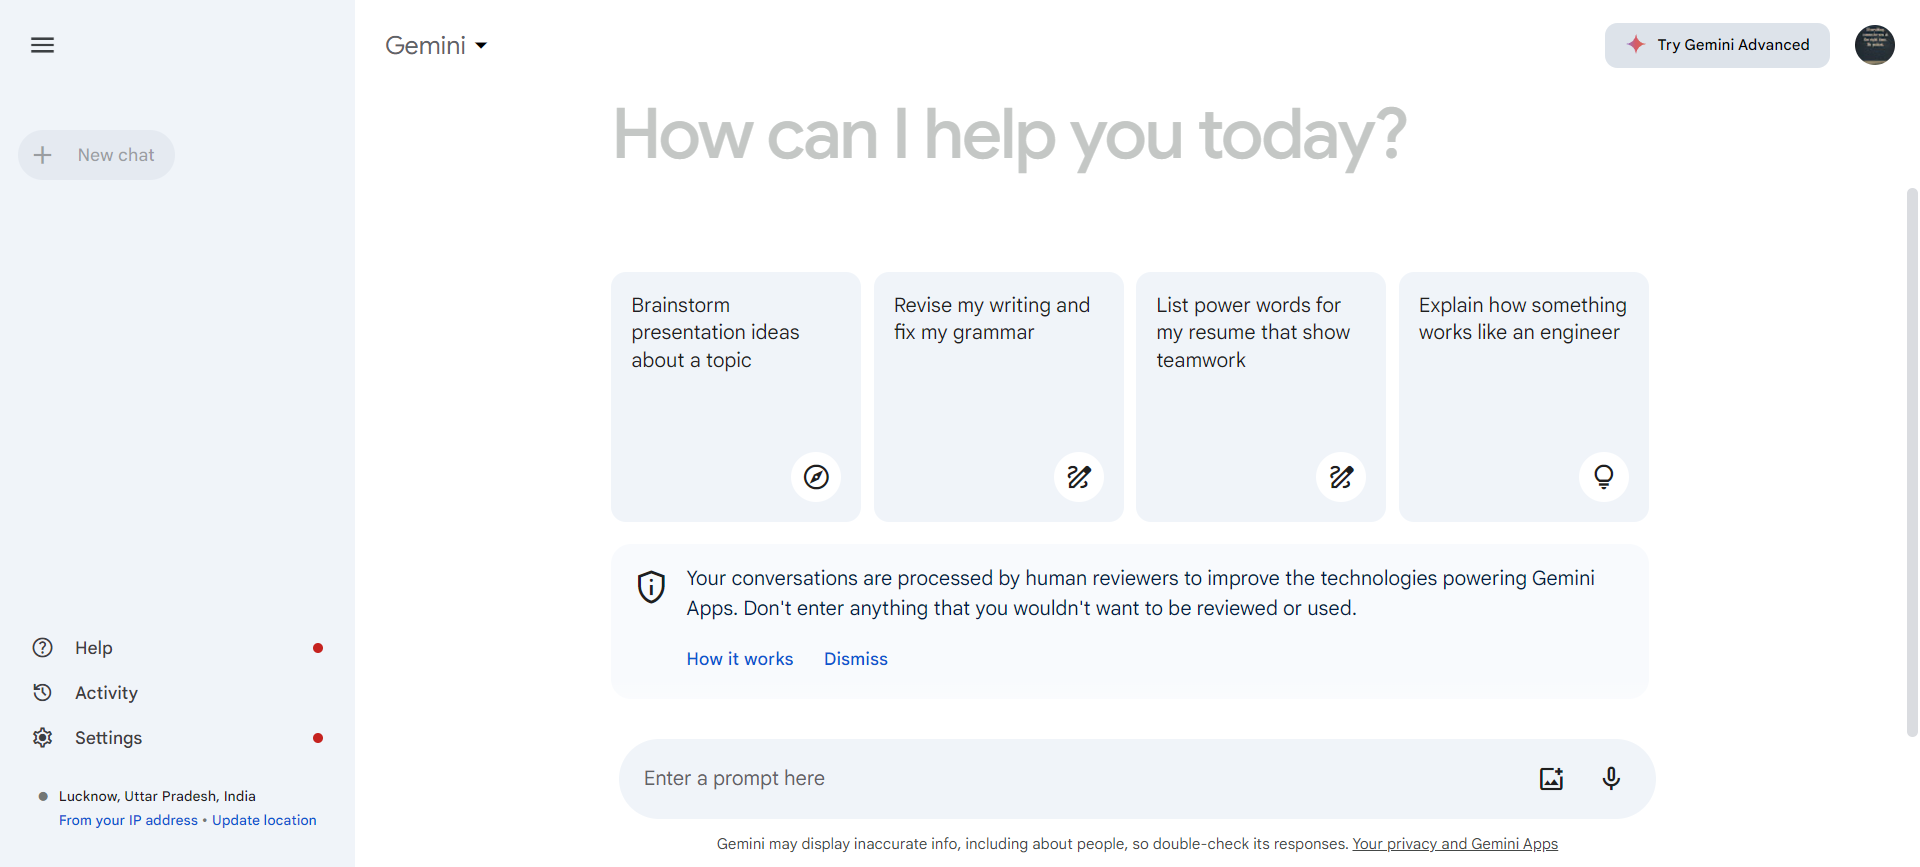 Gemini
Try Gemini Advanced
New chat
How can I help you today?
Brainstorm
presentation ideas
about a topic
Revise my writing and
fix my grammar
List power words for
my resume that show
teamwork
Explain how something
works like an engineer
Your conversations are processed by human reviewers to improve the technologies powering Gemini
Apps. Don't enter anything that you wouldn't want to be reviewed or used.
How it works Dismiss
Help
Activity
Settings
Lucknow, Uttar Pradesh, India
From your IP address • Update location
Enter a prompt here
Gemini may display inaccurate info, including about people, so double-check its responses. Your privacy and Gemini Apps